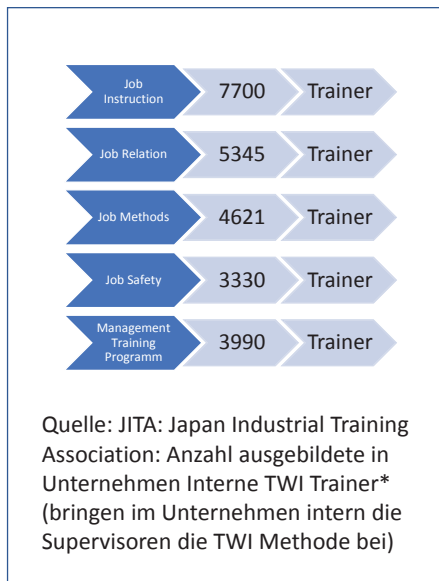 Job
Instruction
7700
Trainer
Job Relation
5345
Trainer
Job Methods
4621
Trainer
Job Safety
3330
Trainer
Management
Training
Programm
3990
Trainer
Quelle: JITA: Japan Industrial Training
Association: Anzahl ausgebildete in
Unternehmen Interne TWI Trainer*
(bringen im Unternehmen intern die
Supervisoren die TWI Methode bei)